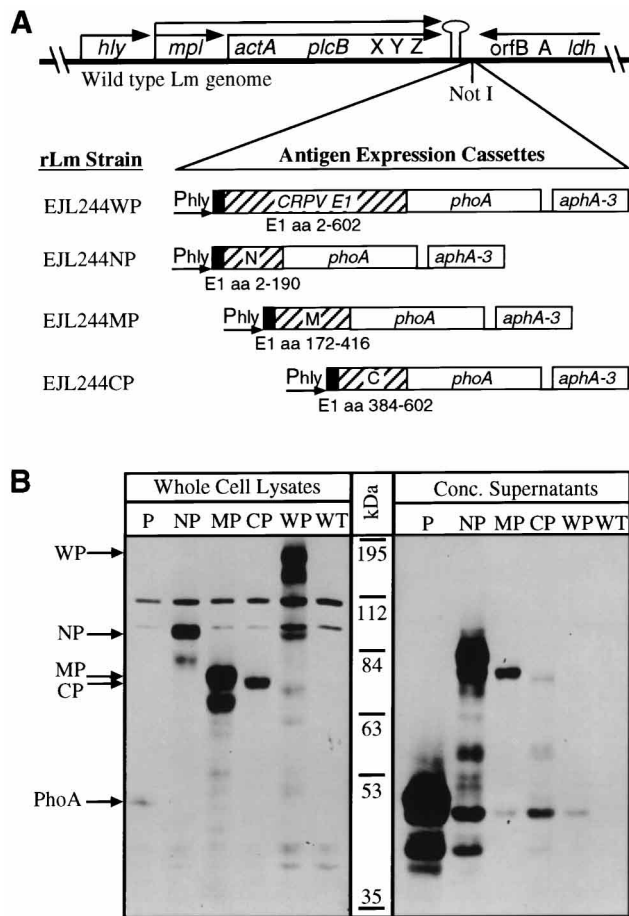 A
hly mpl actA plcB X Y Z orfB A ldh
Wild type Lm genome
Not I
rLm Strain Antigen Expression Cassettes
EJL244WP Phly CRPV E1 phoA aphA-3
E1 aa 2-602
EJL244NP Phly N phoA aphA-3
E1 aa 2-190
EJL244MP Phly M phoA aphA-3
E1 aa 172-416
EJL244CP Phly C phoA aphA-3
E1 aa 384-602
B
Whole Cell Lysates kDa Conc. Supernatants
P NP MP CP WP WT P NP MP CP WP WT
WP
195
112
NP
84
MP
CP
63
53
PhoA
35